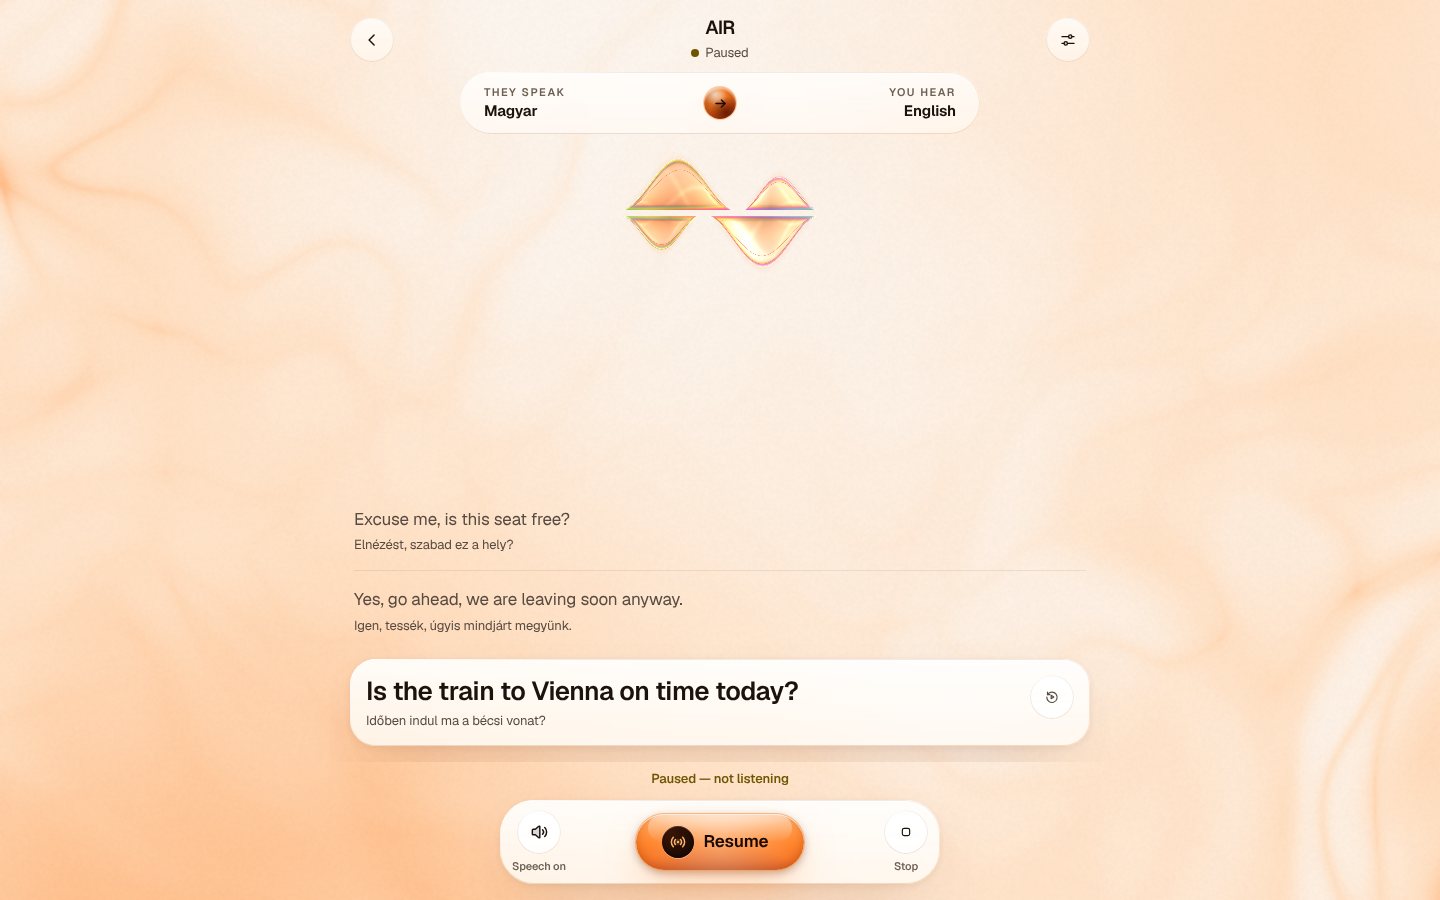 AIR
Paused
THEY SPEAK
Magyar
YOU HEAR
English
Excuse me, is this seat free?
Elnézést, szabad ez a hely?
Yes, go ahead, we are leaving soon anyway.
Igen, tessék, úgyis mindjárt megyünk.
Is the train to Vienna on time today?
Időben indul ma a bécsi vonat?
Paused — not listening
Speech on
Resume
Stop